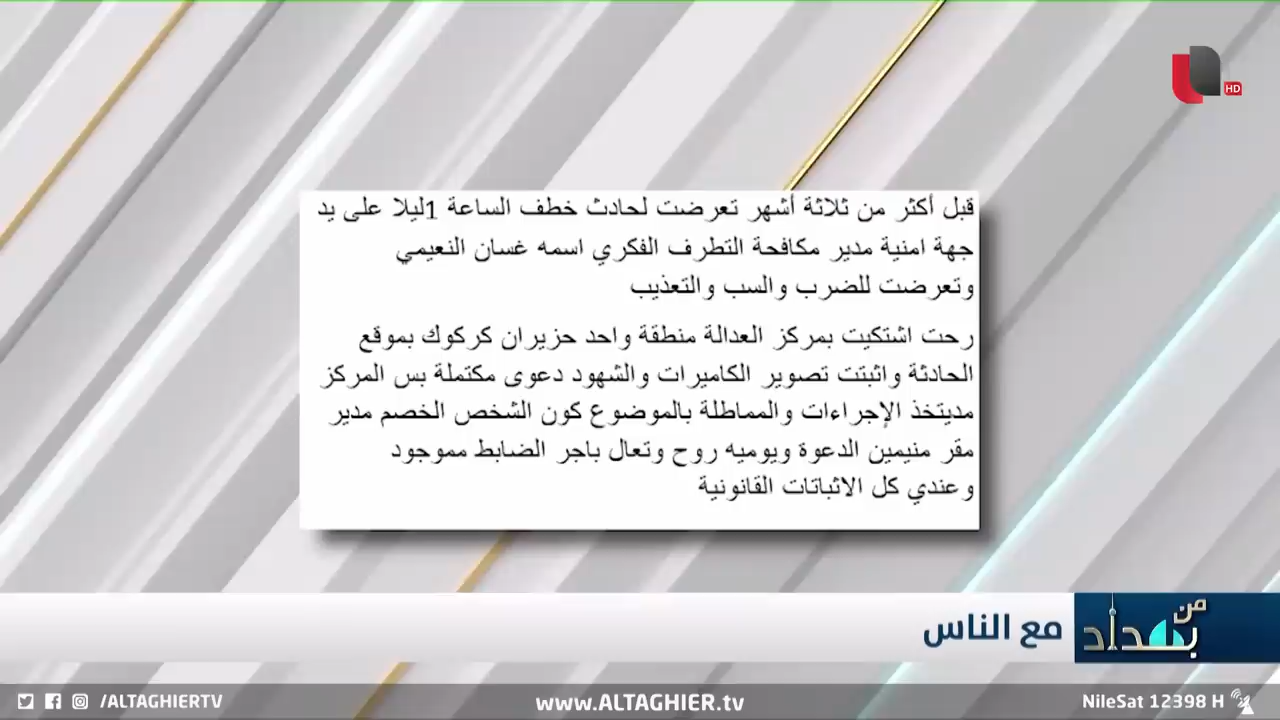 HD
قبل أكثر من ثلاثة أشهر تعرضت لحادث خطف الساعة 1ليلا على يد
جهة امنية مدير مكافحة التطرف الفكري اسمه غسان النعيمي
وتعرضت للضرب والسب والتعذيب
رحت اشتكيت بمركز العدالة منطقة واحد حزيران كركوك بموقع
الحادثة واثبتت تصوير الكاميرات والشهود دعوى مكتملة بس المركز
مديتخذ الإجراءات والمماطلة بالموضوع كون الشخص الخصم مدير
مقر منيمين الدعوة ويوميه روح وتعال باجر الضابط مموجود
وعندي كل الاثباتات القانونية
من
بغداد
مع الناس
/ALTAGHIERTV
www.ALTAGHIER.tv
NileSat 12398 H